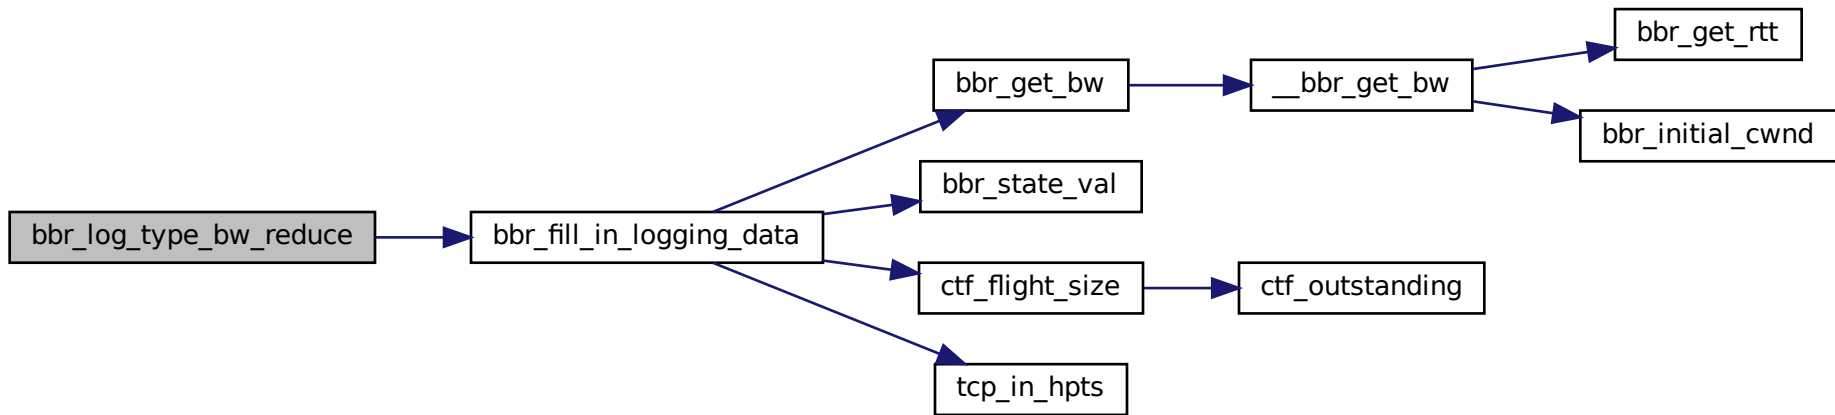 bbr_log_type_bw_reduce
bbr_fill_in_logging_data
bbr_get_bw
__bbr_get_bw
bbr_get_rtt
bbr_initial_cwnd
bbr_state_val
ctf_flight_size
ctf_outstanding
tcp_in_hpts